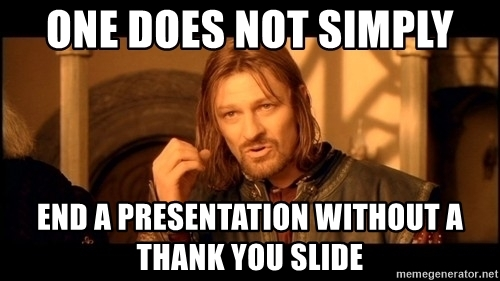 ONE DOES NOT SIMPLY
END A PRESENTATION WITHOUT A
THANK YOU SLIDE
memegenerator.net